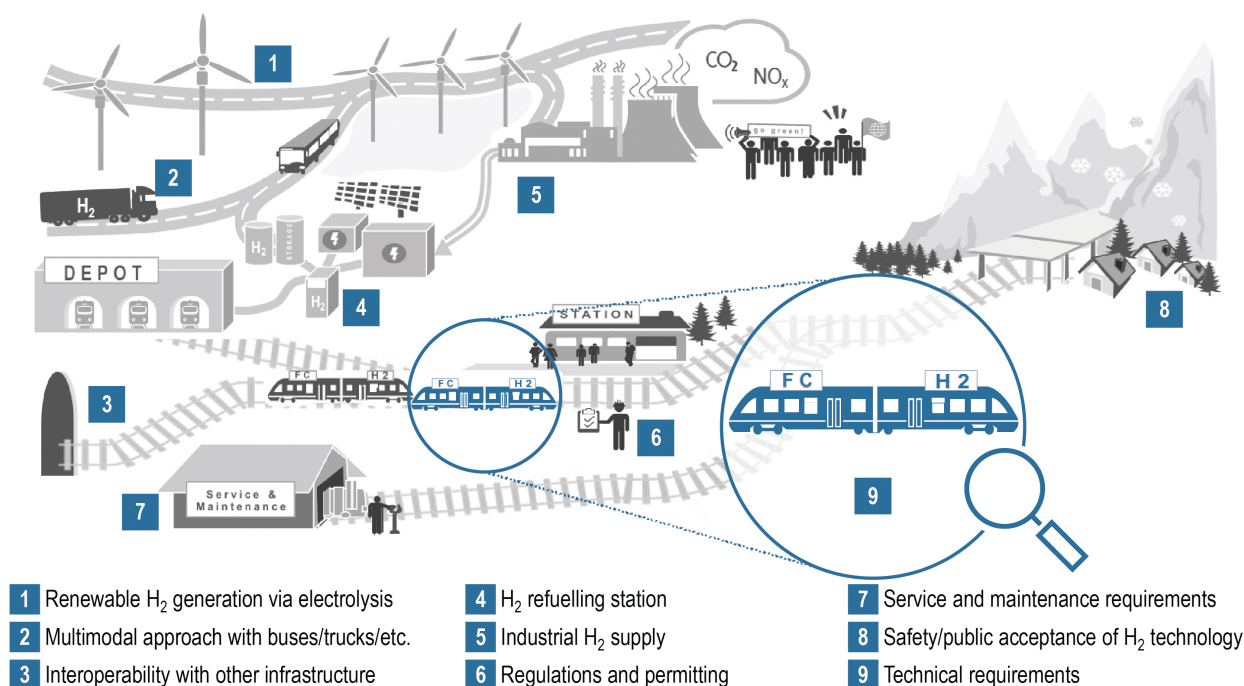 1
CO₂
NOₓ
go green!
2
H₂
5
H₂
STORAGE
DEPOT
H₂
4
STATION
8
FC
H2
FC
H2
FC
H2
3
6
9
7
Service &
Maintenance
1 Renewable H₂ generation via electrolysis
2 Multimodal approach with buses/trucks/etc.
3 Interoperability with other infrastructure
4 H₂ refuelling station
5 Industrial H₂ supply
6 Regulations and permitting
7 Service and maintenance requirements
8 Safety/public acceptance of H₂ technology
9 Technical requirements